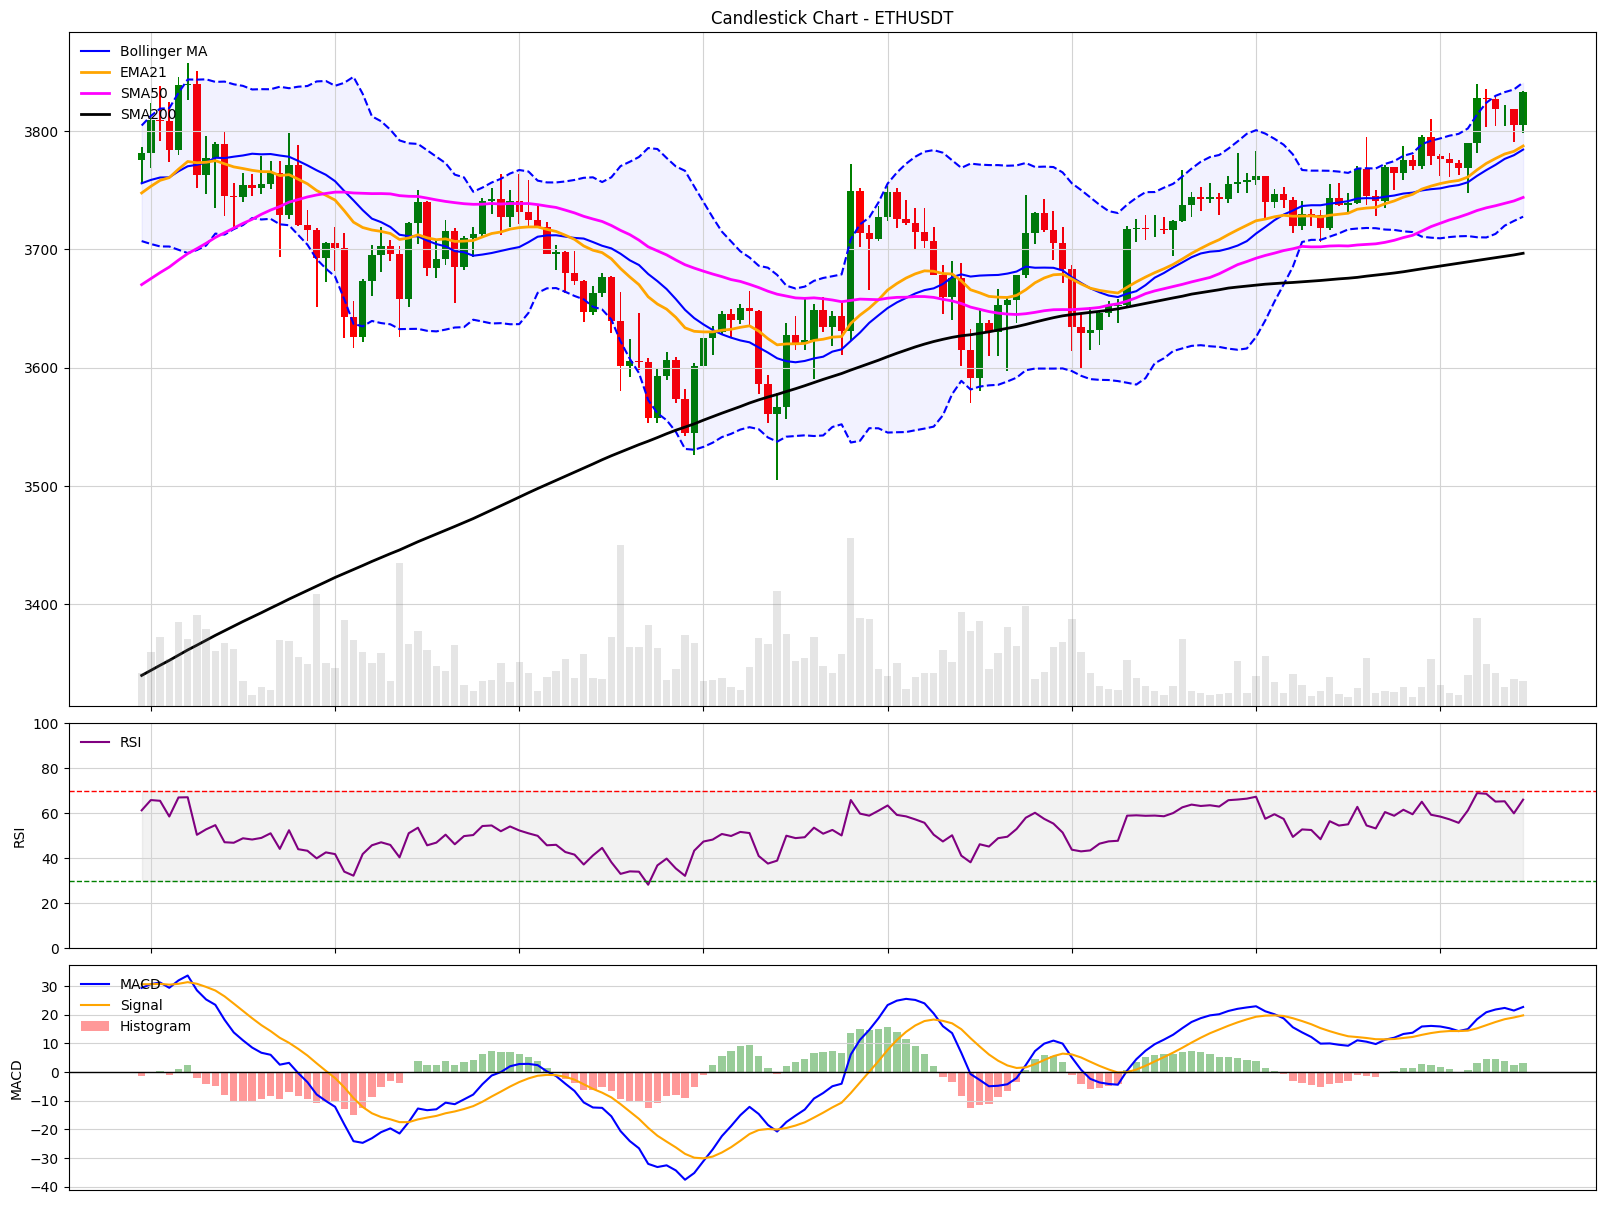 Candlestick Chart - ETHUSDT
Bollinger MA
EMA21
SMA50
SMA200
3800
3700
3600
3500
3400
RSI
100
80
60
40
20
0
RSI
MACD
Signal
Histogram
30
20
10
0
−10
−20
−30
−40
MACD